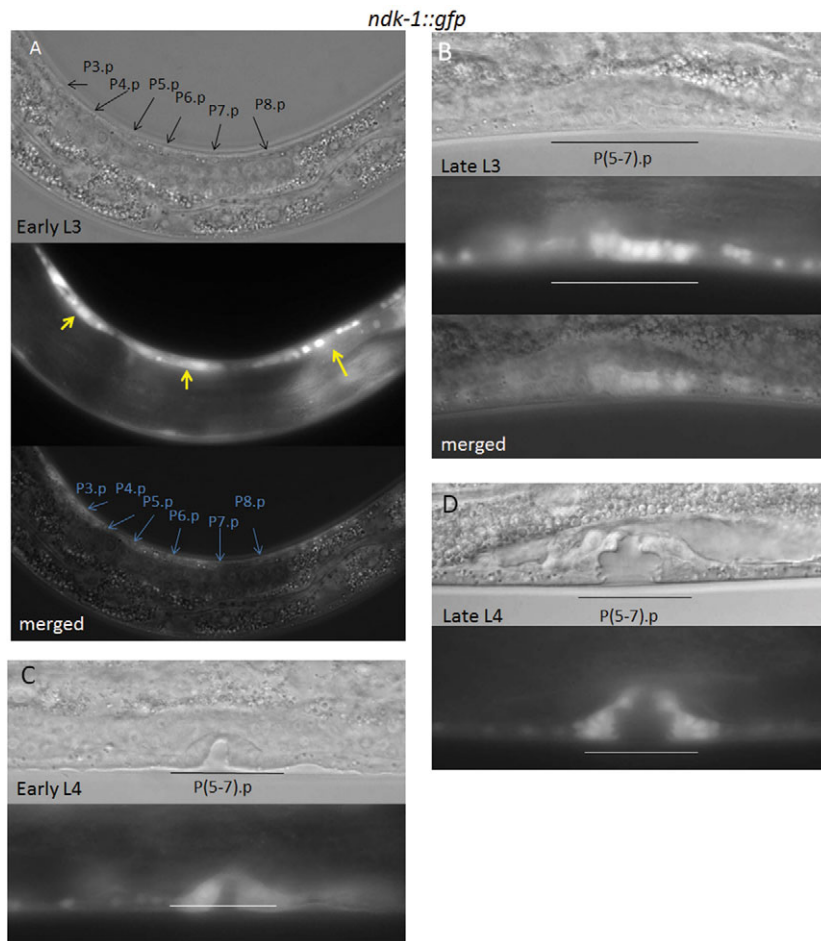 ndk-1::gfp
A
P3.p
P4.p
P5.p
P6.p
P7.p
P8.p
Early L3
P3.p
P4.p
P5.p
P6.p
P7.p
P8.p
merged
B
Late L3
P(5-7).p
merged
C
Early L4
P(5-7).p
D
Late L4
P(5-7).p